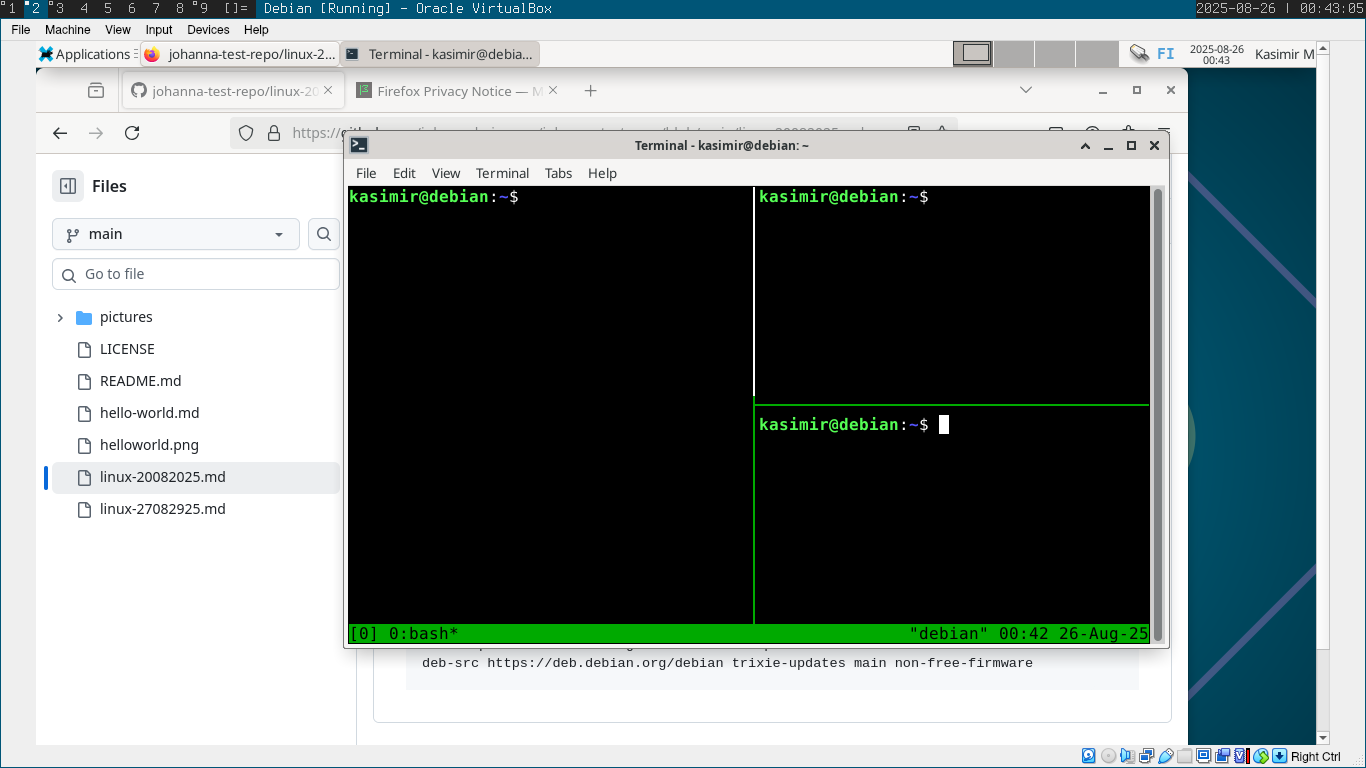 1 2 3 4 5 6 7 8 9 []= Debian [Running] - Oracle VirtualBox 2025-08-26 | 00:43:05
File Machine View Input Devices Help
Applications johanna-test-repo/linux-2... Terminal - kasimir@debia... FI 2025-08-26 00:43 Kasimir M
johanna-test-repo/linux-20 Firefox Privacy Notice — M
https://
Terminal - kasimir@debian: ~
File Edit View Terminal Tabs Help
kasimir@debian:~$
kasimir@debian:~$
kasimir@debian:~$
[0] 0:bash* "debian" 00:42 26-Aug-25
Files
main
Go to file
pictures
LICENSE
README.md
hello-world.md
helloworld.png
linux-20082025.md
linux-27082925.md
deb-src https://deb.debian.org/debian trixie-updates main non-free-firmware
Right Ctrl